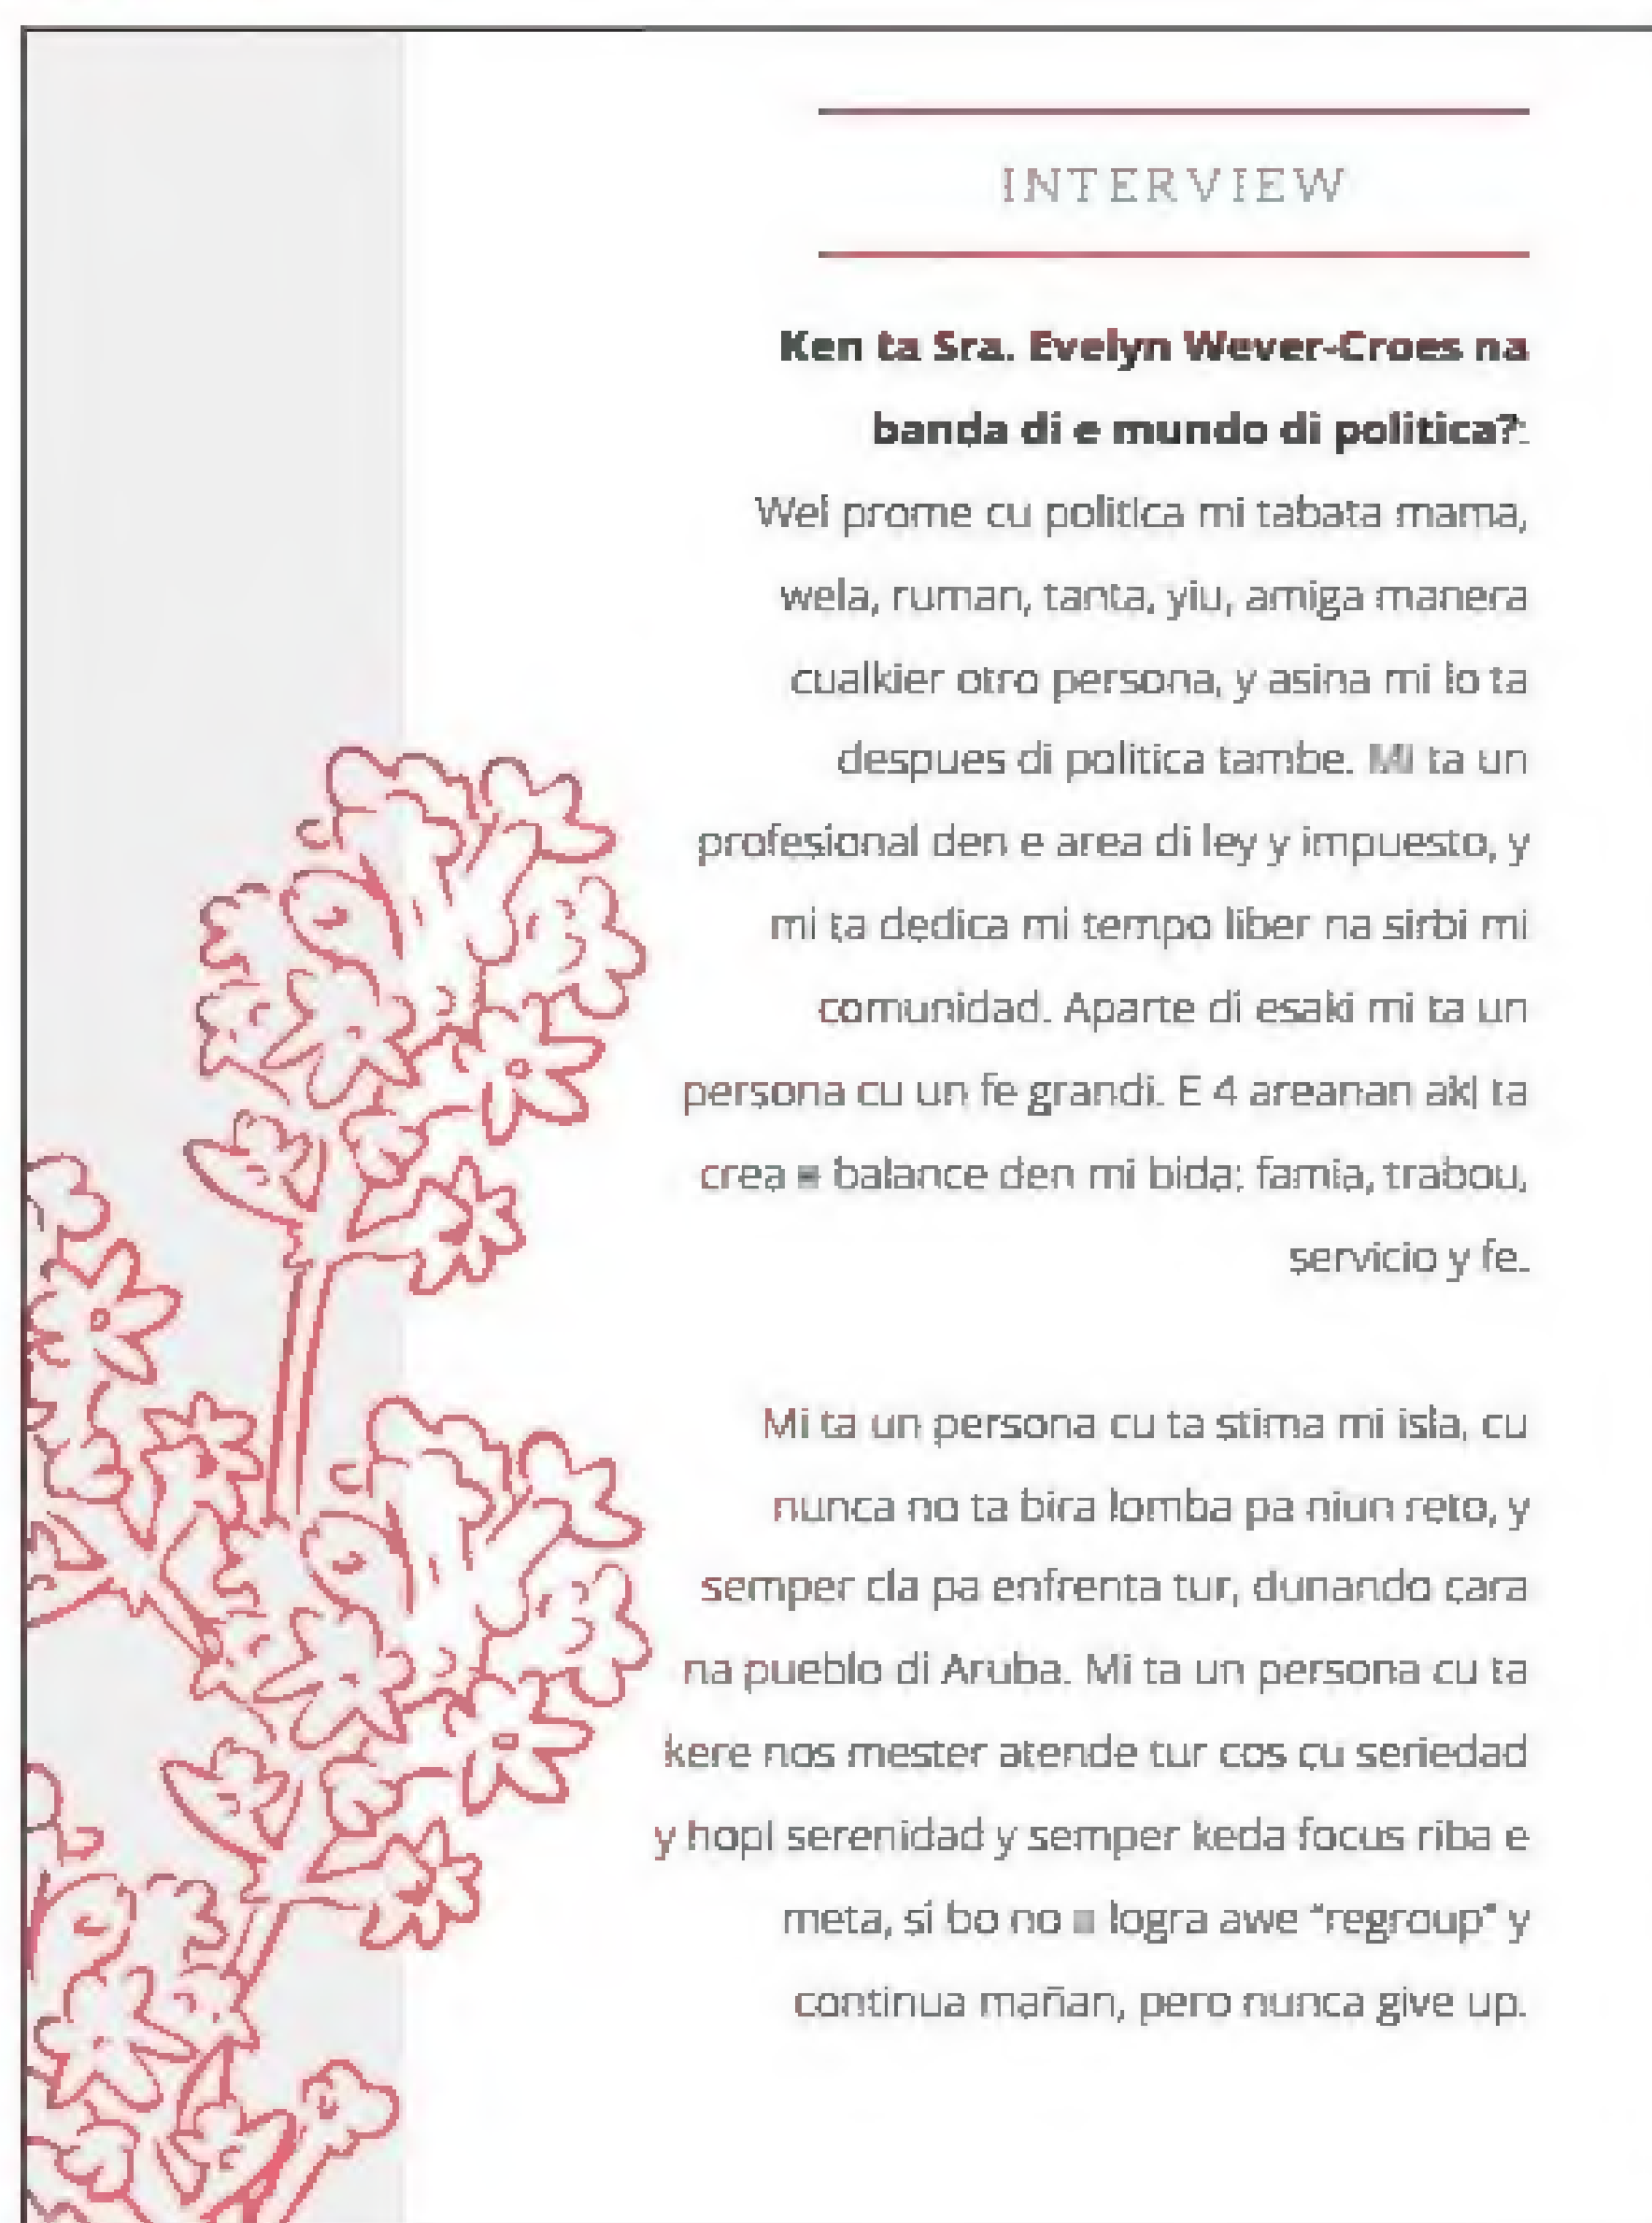 INTERVIEW
Ken ta Sra. Evelyn Wever-Croes na
banda di e mundo di politica?:
Wel prome cu politica mi tabata mama,
wela, ruman, tanta, yiu, amiga manera
cualkier otro persona, y asina mi lo ta
despues di politica tambe. Mi ta un
profesional den e area di ley y impuesto, y
mi ta dedica mi tempo liber na sirbi mi
comunidad. Aparte di esaki mi ta un
persona cu un fe grandi. E 4 areanan aki ta
crea e balance den mi bida; famia, trabou,
servicio y fe.
Mi ta un persona cu ta stima mi isla, cu
nunca no ta bira lomba pa niun reto, y
semper cla pa enfrenta tur, dunando cara
na pueblo di Aruba. Mi ta un persona cu ta
kere nos mester atende tur cos cu seriedad
y hopi serenidad y semper keda focus riba e
meta, si bo no logra awe "regroup" y
continua mañan, pero nunca give up.